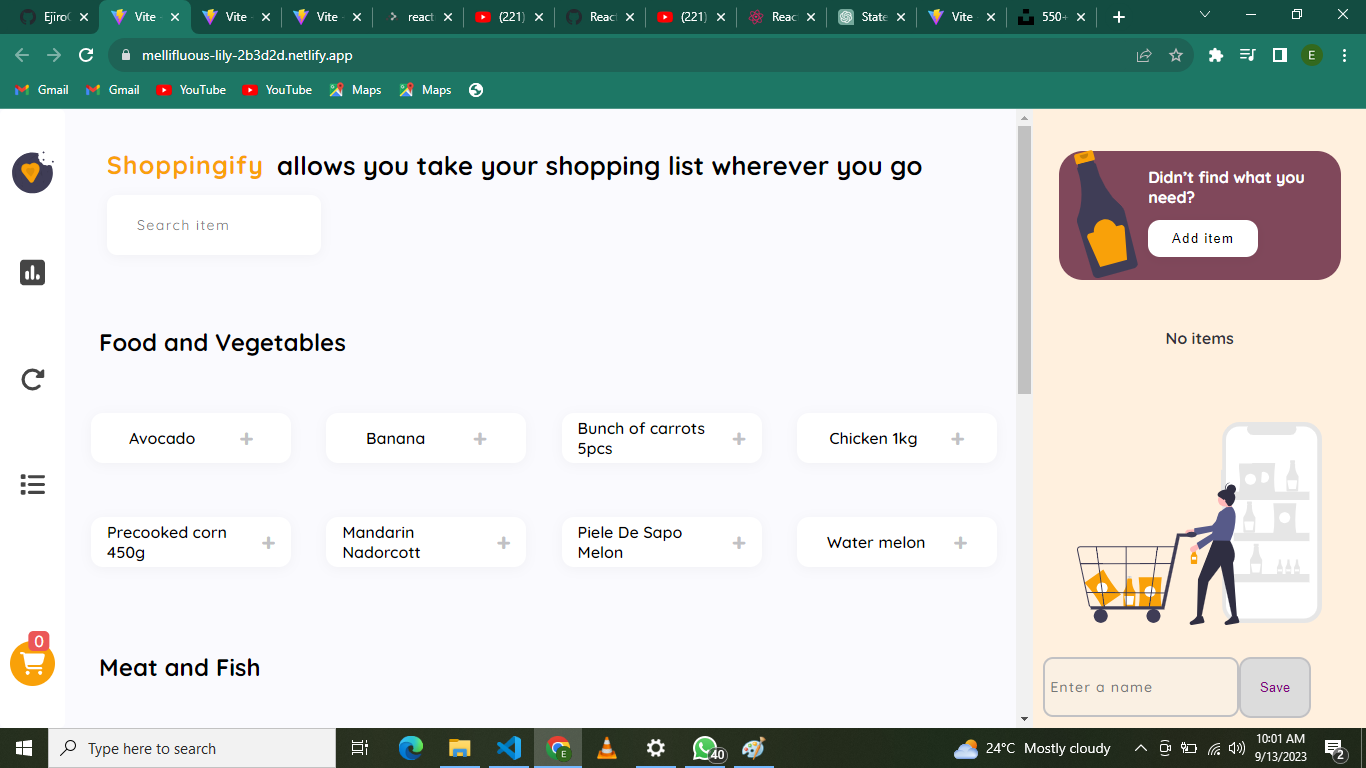 EjiroG
Vite -
Vite -
Vite -
react
(221)
React
(221)
React
State
Vite
550+
mellifluous-lily-2b3d2d.netlify.app
E
Gmail
Gmail
YouTube
YouTube
Maps
Maps
Shoppingify allows you take your shopping list wherever you go
Search item
Food and Vegetables
Avocado
Banana
Bunch of carrots
5pcs
Chicken 1kg
Precooked corn
450g
Mandarin
Nadorcott
Piele De Sapo
Melon
Water melon
Meat and Fish
0
Didn’t find what you
need?
Add item
No items
Enter a name
Save
Type here to search
E
40
24°C Mostly cloudy
10:01 AM
9/13/2023
2